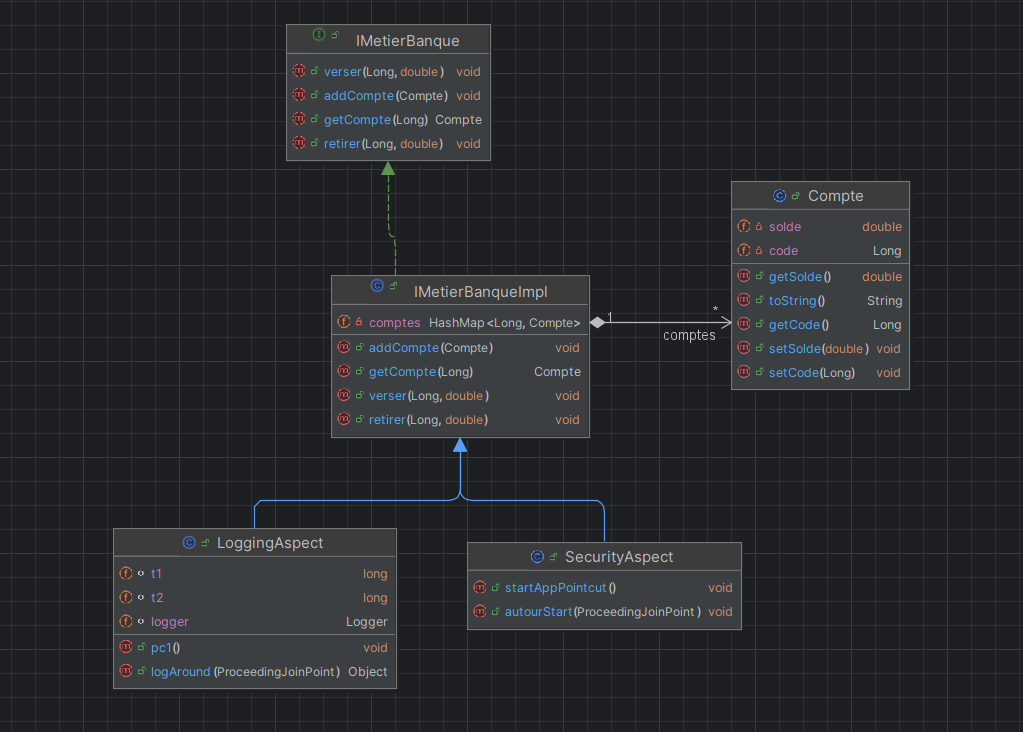 IMetierBanque
verser(Long, double) void
addCompte(Compte) void
getCompte(Long) Compte
retirer(Long, double) void
Compte
solde double
code Long
getSolde() double
toString() String
getCode() Long
setSolde(double) void
setCode(Long) void
IMetierBanqueImpl
comptes HashMap<Long, Compte>
addCompte(Compte) void
getCompte(Long) Compte
verser(Long, double) void
retirer(Long, double) void
1
*
comptes
LoggingAspect
t1 long
t2 long
logger Logger
pc1() void
logAround(ProceedingJoinPoint) Object
SecurityAspect
startAppPointcut() void
autourStart(ProceedingJoinPoint) void